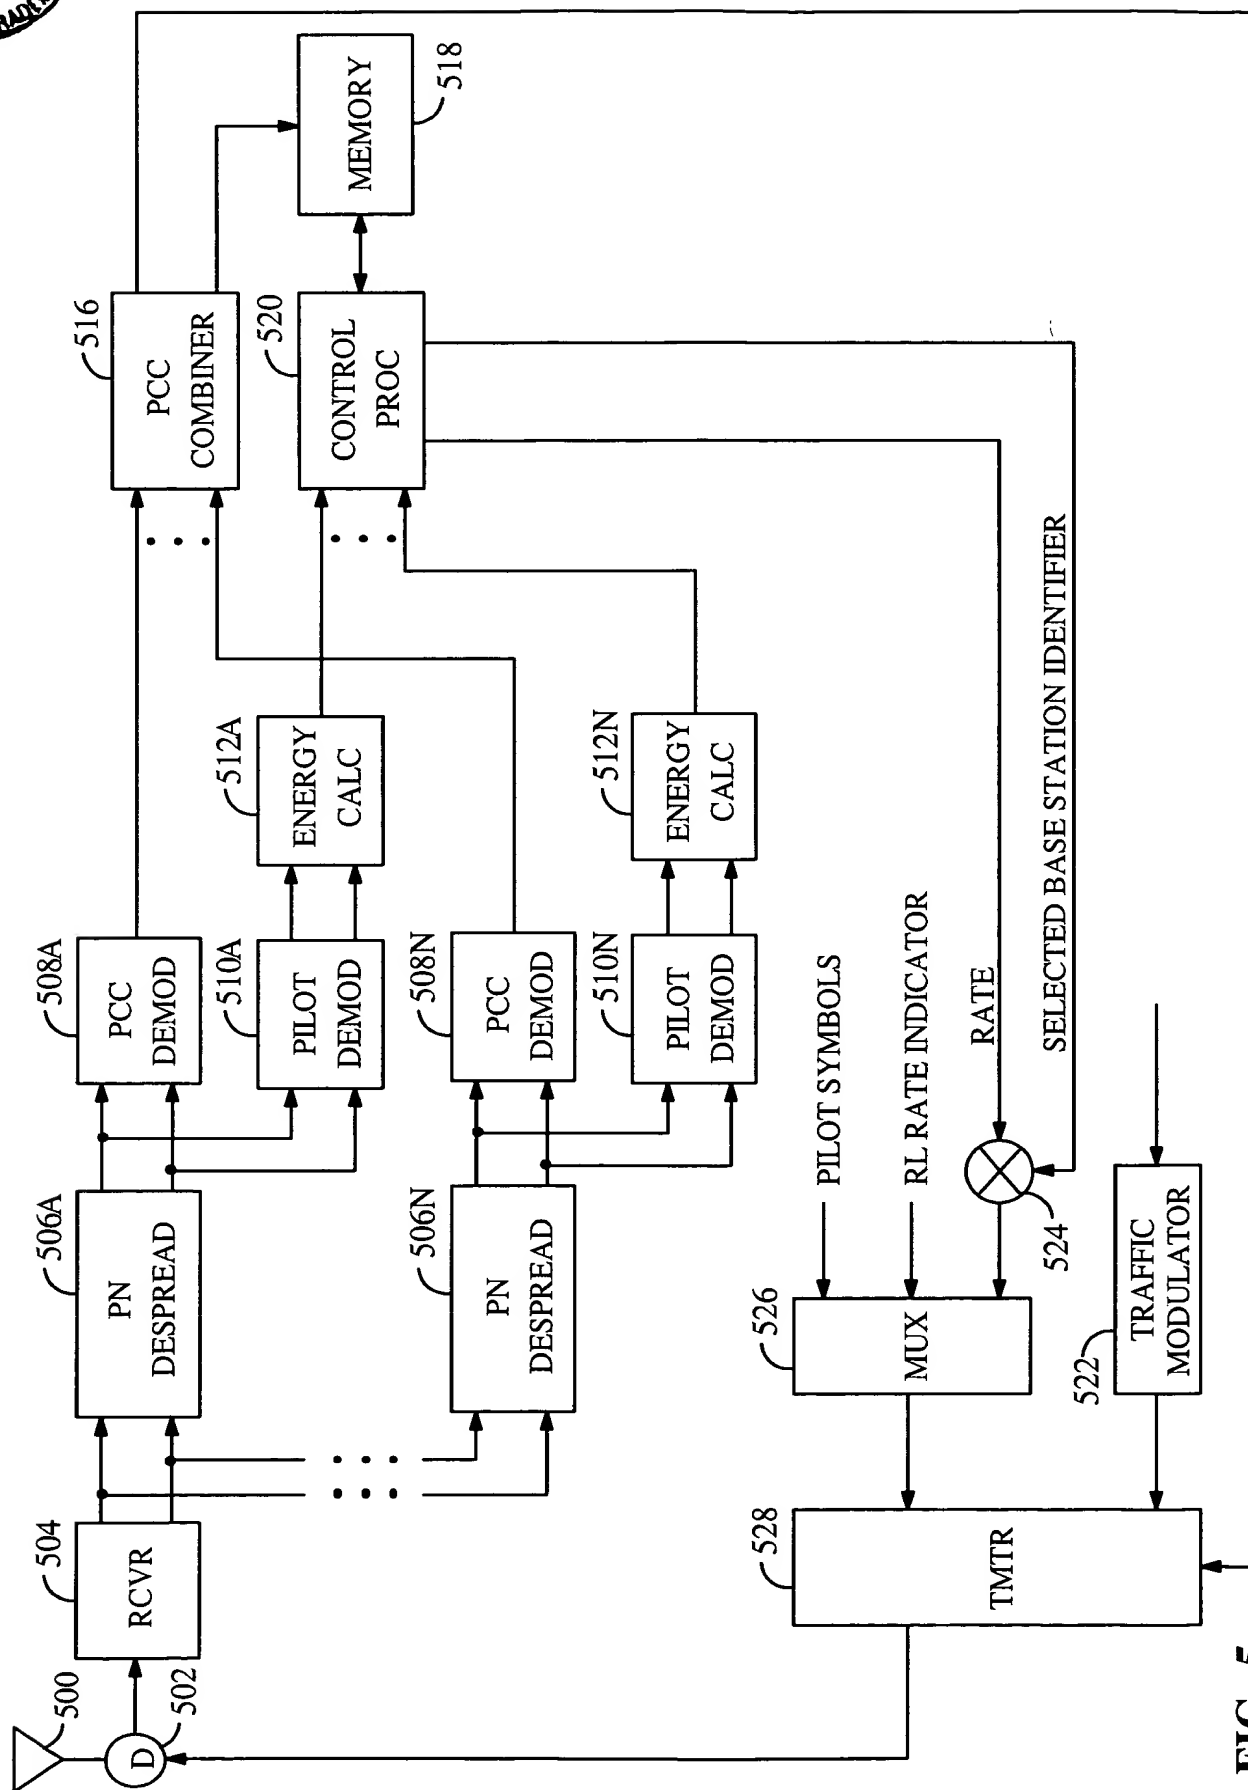 500
D
502
504
RCVR
506A
PN
DESPREAD
508A
PCC
DEMOD
510A
PILOT
DEMOD
512A
ENERGY
CALC
516
PCC
COMBINER
518
MEMORY
520
CONTROL
PROC
506N
PN
DESPREAD
508N
PCC
DEMOD
510N
PILOT
DEMOD
512N
ENERGY
CALC
PILOT SYMBOLS
RL RATE INDICATOR
RATE
SELECTED BASE STATION IDENTIFIER
524
526
MUX
522
TRAFFIC
MODULATOR
528
TMTR
FIG. 5